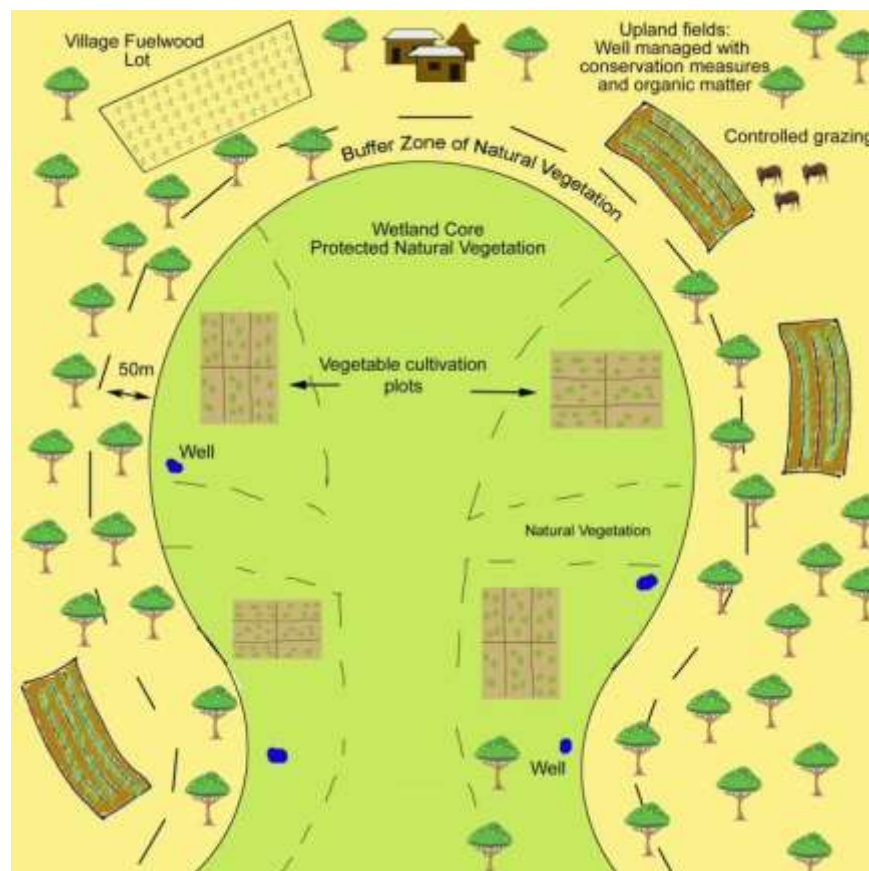 Village Fuelwood
Lot
Upland fields:
Well managed with
conservation measures
and organic matter
Controlled grazing
Buffer Zone of Natural Vegetation
Wetland Core
Protected Natural Vegetation
50m
Vegetable cultivation
plots
Well
Natural Vegetation
Well